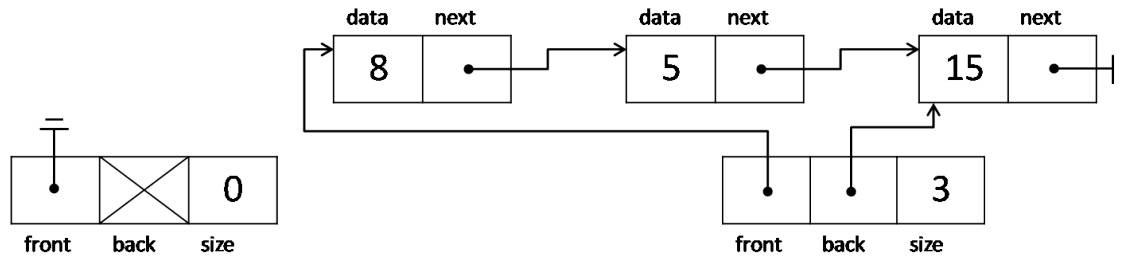 data next data next data next
8 5 15
0 3
front back size front back size